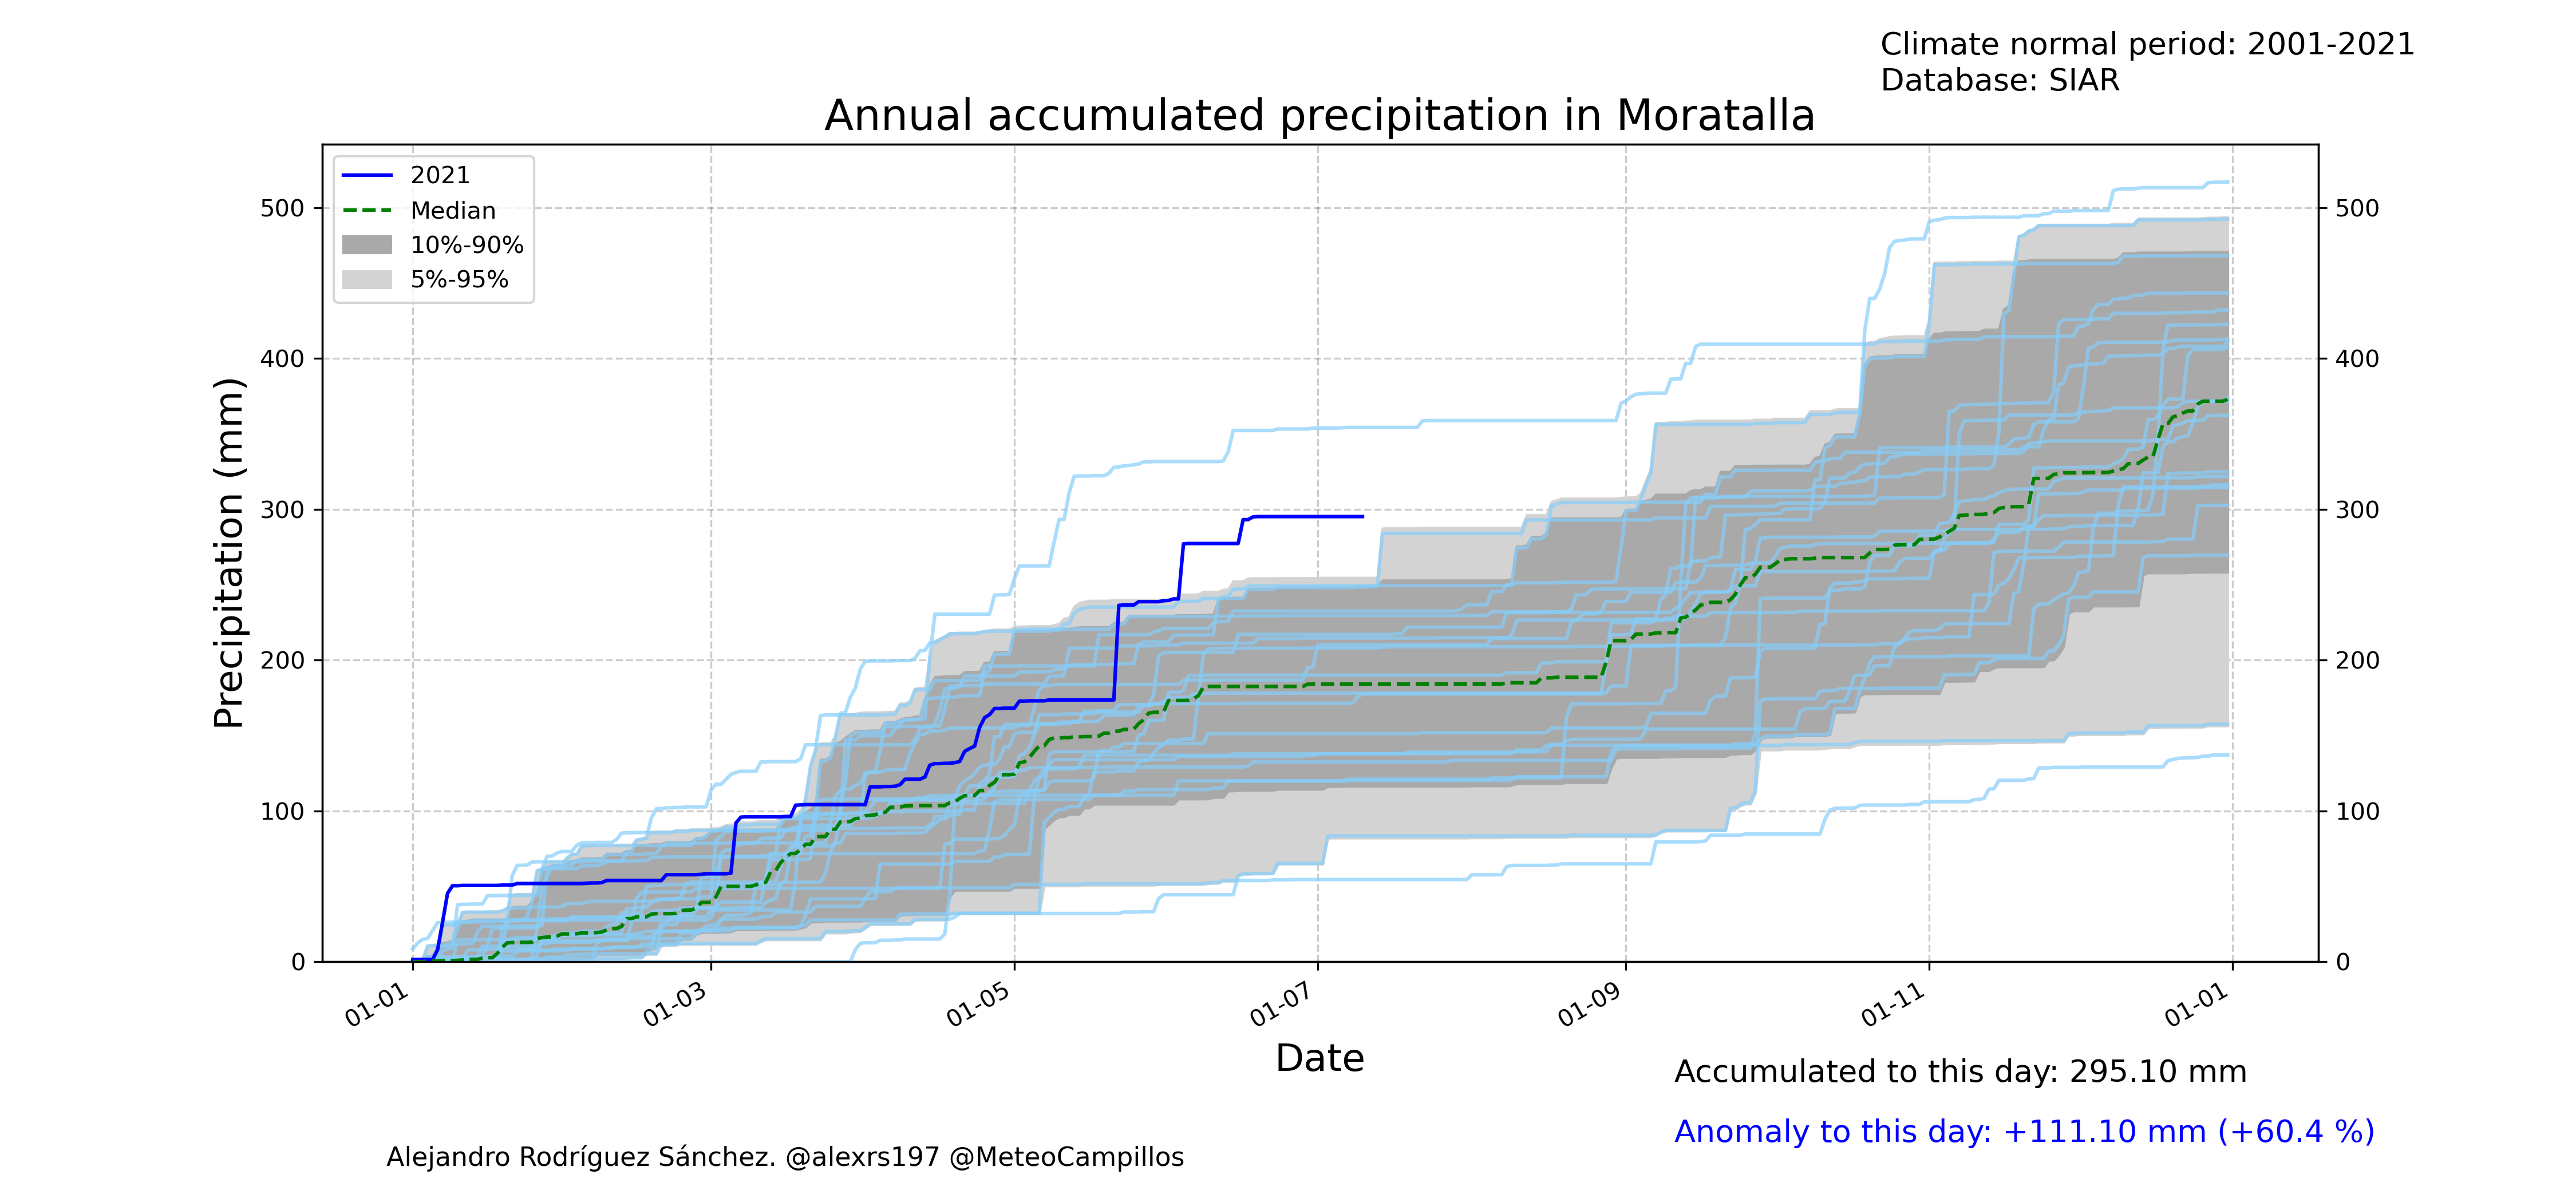 Climate normal period: 2001-2021
Database: SIAR
Annual accumulated precipitation in Moratalla
2021
Median
10%-90%
5%-95%
Precipitation (mm)
500
400
300
200
100
0
500
400
300
200
100
0
01-01
01-03
01-05
01-07
01-09
01-11
01-01
Date
Accumulated to this day: 295.10 mm
Anomaly to this day: +111.10 mm (+60.4 %)
Alejandro Rodríguez Sánchez. @alexrs197 @MeteoCampillos